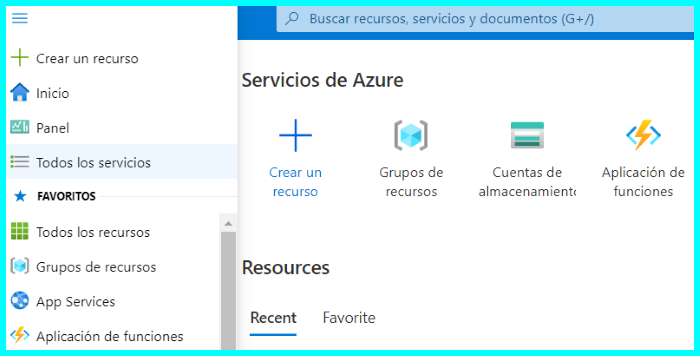 Buscar recursos, servicios y documentos (G+/)
Crear un recurso
Inicio
Panel
Todos los servicios
FAVORITOS
Todos los recursos
Grupos de recursos
App Services
Aplicación de funciones
Servicios de Azure
Crear un
recurso
Grupos de
recursos
Cuentas de
almacenamiento
Aplicación de
funciones
Resources
Recent
Favorite